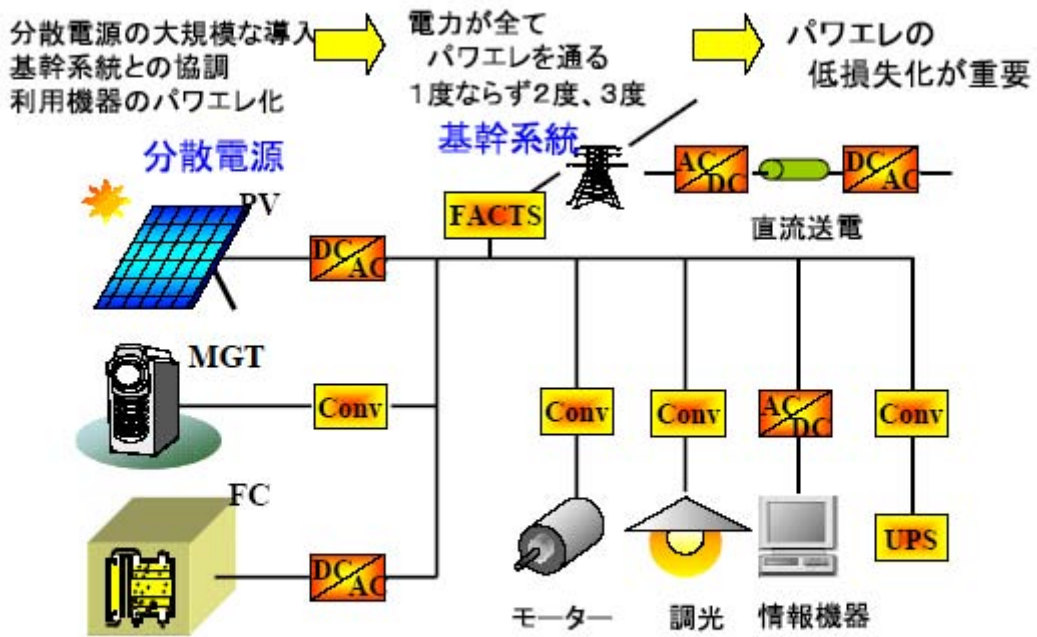 分散電源の大規模な導入
基幹系統との協調
利用機器のパワエレ化
電力が全て
パワエレを通る
1度ならず2度、3度
パワエレの
低損失化が重要
分散電源
基幹系統
PV
FACTS
AC
DC
DC
AC
直流送電
DC
AC
MGT
Conv
Conv
Conv
AC
DC
Conv
FC
DC
AC
UPS
モーター
調光
情報機器